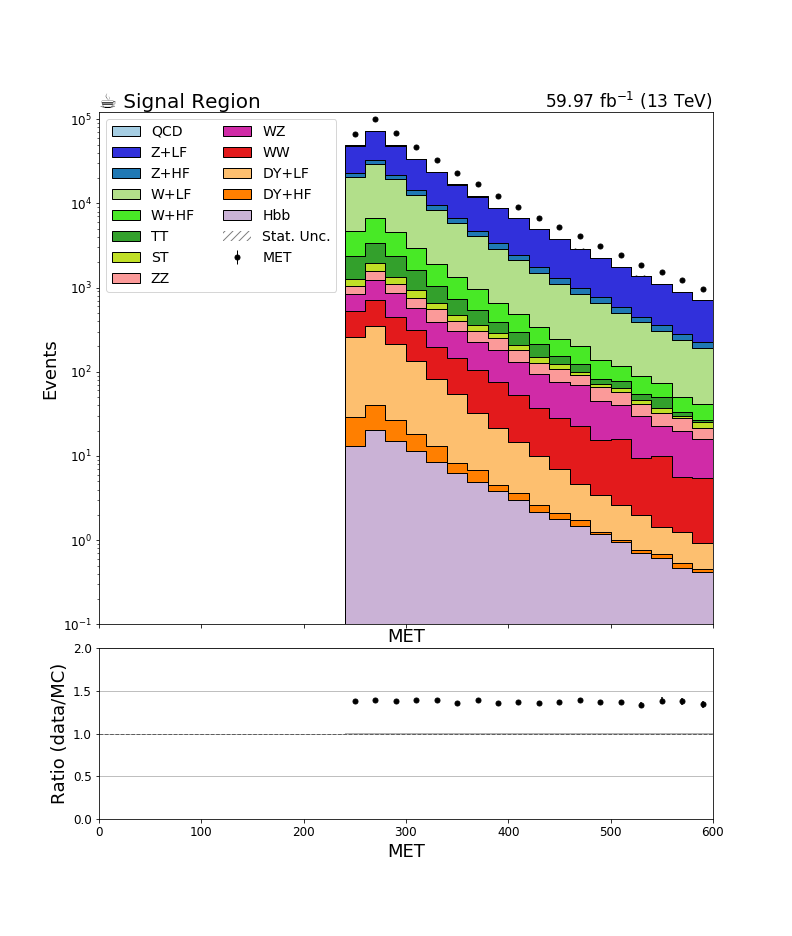 ☕ Signal Region
59.97 fb⁻¹ (13 TeV)
QCD
Z+LF
Z+HF
W+LF
W+HF
TT
ST
ZZ
WZ
WW
DY+LF
DY+HF
Hbb
Stat. Unc.
MET
Events
10⁵
10⁴
10³
10²
10¹
10⁰
10⁻¹
MET
Ratio (data/MC)
2.0
1.5
1.0
0.5
0.0
0 100 200 300 400 500 600
MET